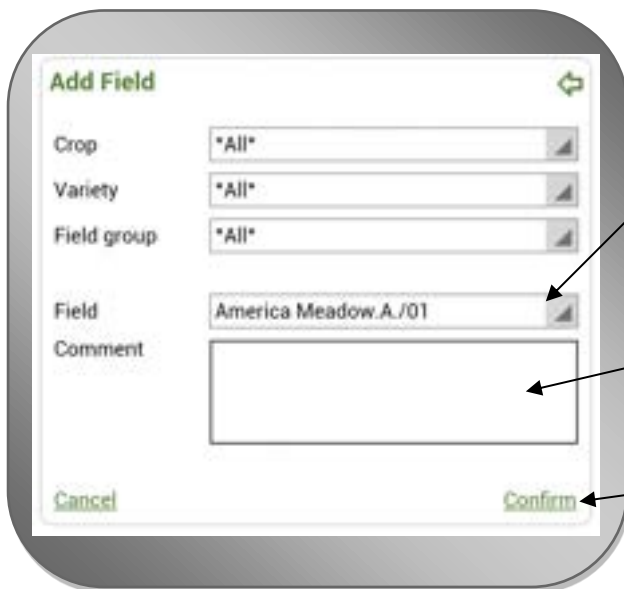 Add Field
Crop *All*
Variety *All*
Field group *All*
Field America Meadow.A./01
Comment
Cancel Confirm